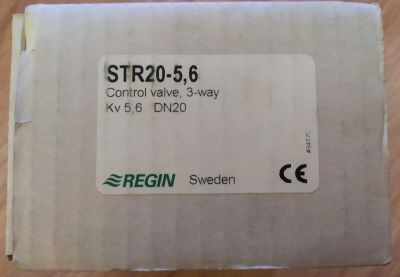 STR20-5,6
Control valve, 3-way
Kv 5,6 DN20
REGIN Sweden CE